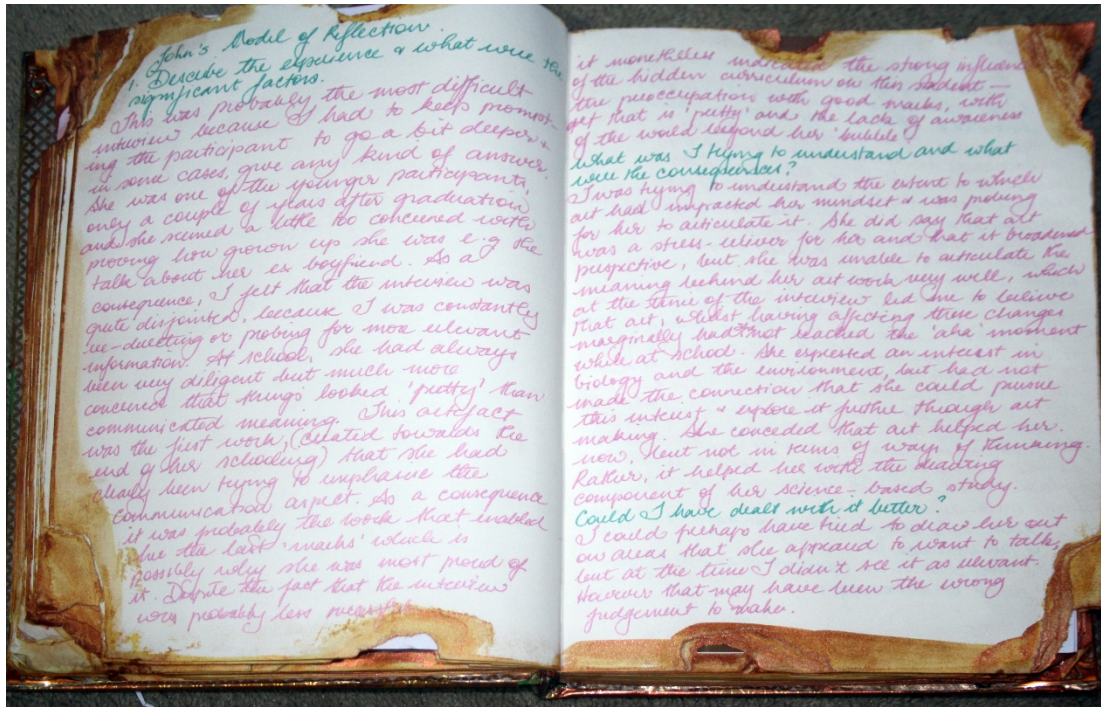 John's Model of Reflection.
1. Describe the experience & what were the
significant factors.
This was probably the most difficult
interview because I had to keep prompt-
ing the participant to go a bit deeper &
in some cases, give any kind of answer.
She was one of the younger participants,
only a couple of years after graduation
and she seemed a little too concerned with
proving how grown up she was e.g the
talk about her ex boyfriend. As a
consequence, I felt that the interview was
quite disjointed, because I was constantly
re-directing or probing for more relevant
information. At school, she had always
been very diligent but much more
concerned that things looked 'pretty' than
communicated meaning. This artefact
was the first work, (created towards the
end of her schooling) that she had
clearly been trying to emphasise the
communication aspect. As a consequence
it was probably the work that enabled
her the best 'marks' which is
possibly why she was most proud of
it. Despite the fact that the interview
was probably less successful
it nonetheless indicated the strong influence
of the hidden curriculum on this student —
the preoccupation with good marks, with
art that is 'pretty' and the lack of awareness
of the world beyond her 'bubble'
What was I trying to understand and what
were the consequences?
I was trying to understand the extent to which
art had impacted her mindset & was probing
for her to articulate it. She did say that art
was a stress-reliver for her and that it broadened
perspective, but she was unable to articulate the
meaning behind her art work very well, which
at the time of the interview led me to believe
that art, whilst having affecting three changes
marginally had not reached the 'aha' moment
while at school. She expressed an interest in
biology and the environment, but had not
made the connection that she could pursue
this interest & explore it further through art
making. She conceded that art helped her
now, but not in terms of ways of thinking.
Rather, it helped her with the drawing
component of her science-based study.
Could I have dealt with it better?
I could perhaps have tried to draw her out
on areas that she appeared to want to talk,
but at the time I didn't see it as relevant.
However that may have been the wrong
judgement to make.